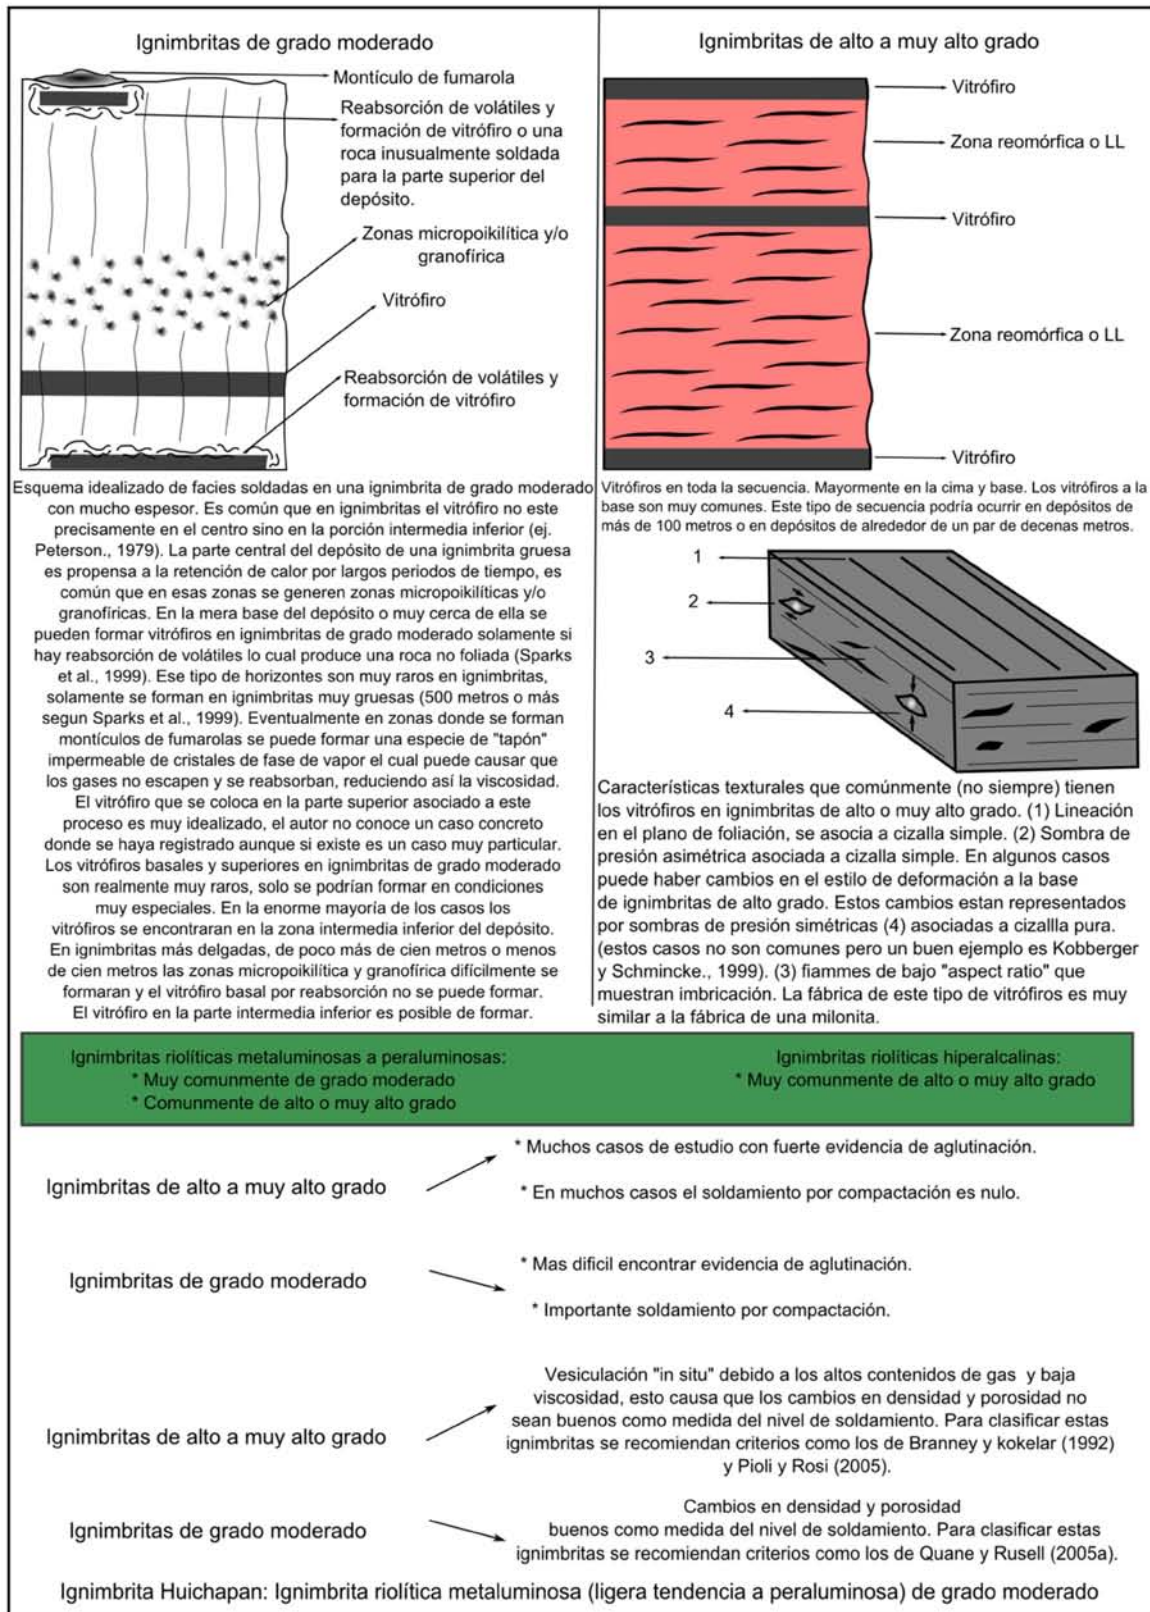 Ignimbritas de grado moderado
Montículo de fumarola
Reabsorción de volátiles y
formación de vitrófiro o una
roca inusualmente soldada
para la parte superior del
depósito.
Zonas micropoikilítica y/o
granofírica
Vitrófiro
Reabsorción de volátiles y
formación de vitrófiro
Esquema idealizado de facies soldadas en una ignimbrita de grado moderado
con mucho espesor. Es común que en ignimbritas el vitrófiro no este
precisamente en el centro sino en la porción intermedia inferior (ej.
Peterson., 1979). La parte central del depósito de una ignimbrita gruesa
es propensa a la retención de calor por largos periodos de tiempo, es
común que en esas zonas se generen zonas micropoikilíticas y/o
granofíricas. En la mera base del depósito o muy cerca de ella se
pueden formar vitrófiros en ignimbritas de grado moderado solamente si
hay reabsorción de volátiles lo cual produce una roca no foliada (Sparks
et al., 1999). Ese tipo de horizontes son muy raros en ignimbritas,
solamente se forman en ignimbritas muy gruesas (500 metros o más
segun Sparks et al., 1999). Eventualmente en zonas donde se forman
montículos de fumarolas se puede formar una especie de "tapón"
impermeable de cristales de fase de vapor el cual puede causar que
los gases no escapen y se reabsorban, reduciendo así la viscosidad.
El vitrófiro que se coloca en la parte superior asociado a este
proceso es muy idealizado, el autor no conoce un caso concreto
donde se haya registrado aunque si existe es un caso muy particular.
Los vitrófiros basales y superiores en ignimbritas de grado moderado
son realmente muy raros, solo se podrían formar en condiciones
muy especiales. En la enorme mayoría de los casos los
vitrófiros se encontraran en la zona intermedia inferior del depósito.
En ignimbritas más delgadas, de poco más de cien metros o menos
de cien metros las zonas micropoikilítica y granofírica difícilmente se
formaran y el vitrófiro basal por reabsorción no se puede formar.
El vitrófiro en la parte intermedia inferior es posible de formar.
Ignimbritas de alto a muy alto grado
Vitrófiro
Zona reomórfica o LL
Vitrófiro
Zona reomórfica o LL
Vitrófiro
Vitrófiros en toda la secuencia. Mayormente en la cima y base. Los vitrófiros a la
base son muy comunes. Este tipo de secuencia podría ocurrir en depósitos de
más de 100 metros o en depósitos de alrededor de un par de decenas metros.
1
2
3
4
Características texturales que comúnmente (no siempre) tienen
los vitrófiros en ignimbritas de alto o muy alto grado. (1) Lineación
en el plano de foliación, se asocia a cizalla simple. (2) Sombra de
presión asimétrica asociada a cizalla simple. En algunos casos
puede haber cambios en el estilo de deformación a la base
de ignimbritas de alto grado. Estos cambios estan representados
por sombras de presión simétricas (4) asociadas a cizallla pura.
(estos casos no son comunes pero un buen ejemplo es Kobberger
y Schmincke., 1999). (3) fiammes de bajo "aspect ratio" que
muestran imbricación. La fábrica de este tipo de vitrófiros es muy
similar a la fábrica de una milonita.
Ignimbritas riolíticas metaluminosas a peraluminosas:
* Muy comunmente de grado moderado
* Comunmente de alto o muy alto grado
Ignimbritas riolíticas hiperalcalinas:
* Muy comunmente de alto o muy alto grado
Ignimbritas de alto a muy alto grado
* Muchos casos de estudio con fuerte evidencia de aglutinación.
* En muchos casos el soldamiento por compactación es nulo.
Ignimbritas de grado moderado
* Mas dificil encontrar evidencia de aglutinación.
* Importante soldamiento por compactación.
Ignimbritas de alto a muy alto grado
Vesiculación "in situ" debido a los altos contenidos de gas y baja
viscosidad, esto causa que los cambios en densidad y porosidad no
sean buenos como medida del nivel de soldamiento. Para clasificar estas
ignimbritas se recomiendan criterios como los de Branney y kokelar (1992)
y Pioli y Rosi (2005).
Ignimbritas de grado moderado
Cambios en densidad y porosidad
buenos como medida del nivel de soldamiento. Para clasificar estas
ignimbritas se recomiendan criterios como los de Quane y Rusell (2005a).
Ignimbrita Huichapan: Ignimbrita riolítica metaluminosa (ligera tendencia a peraluminosa) de grado moderado